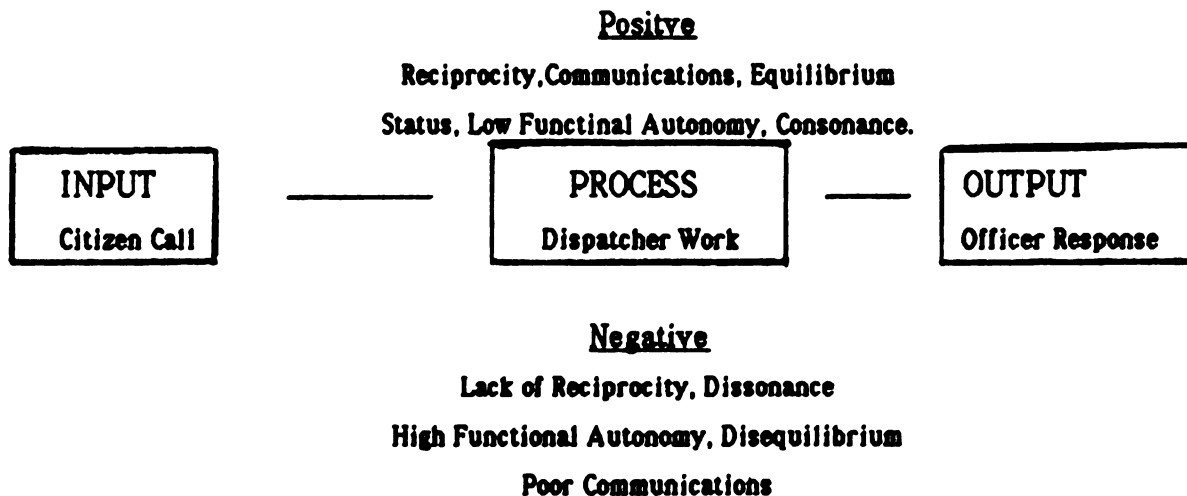 Positve
Reciprocity,Communications, Equilibrium
Status, Low Functinal Autonomy, Consonance.
INPUT
Citizen Call
PROCESS
Dispatcher Work
OUTPUT
Officer Response
Negative
Lack of Reciprocity, Dissonance
High Functional Autonomy, Disequilibrium
Poor Communications